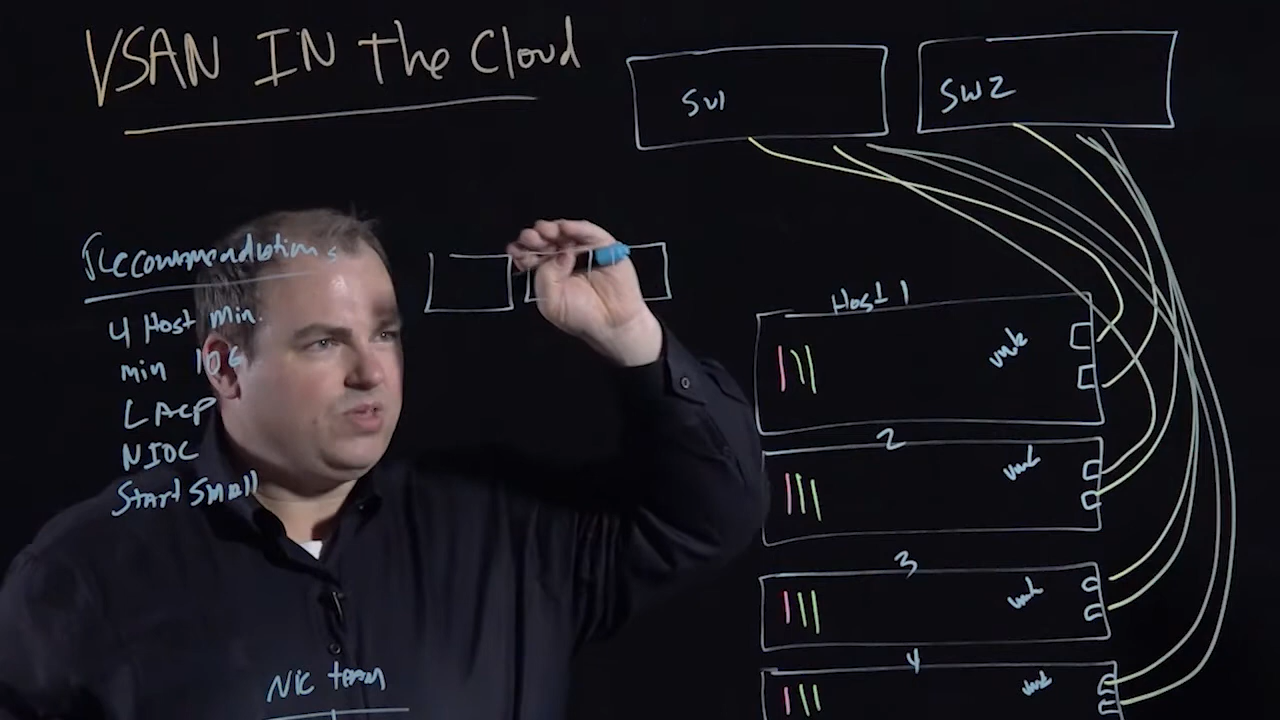 VSAN IN the Cloud
SW1
SW2
Recommendations
4 Host Min.
min 10G
LACP
NIOC
Start Small
NIC team
Host 1
vmk
2
vmk
3
vmk
4
vmk